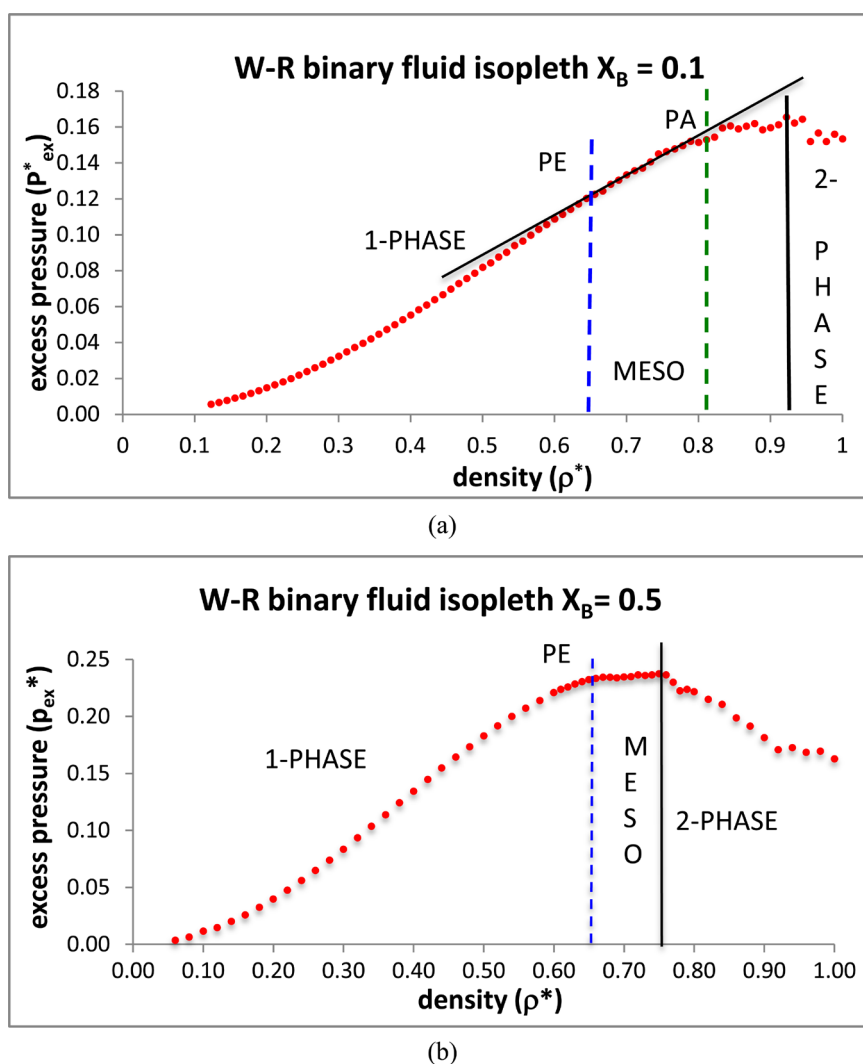 W-R binary fluid isopleth X_B = 0.1
excess pressure (P*_ex)
0.18
0.16
0.14
0.12
0.10
0.08
0.06
0.04
0.02
0.00
PA
PE
2-
1-PHASE
P
H
A
S
E
MESO
0 0.1 0.2 0.3 0.4 0.5 0.6 0.7 0.8 0.9 1
density (ρ*)
(a)
W-R binary fluid isopleth X_B= 0.5
excess pressure (p_ex*)
0.25
0.20
0.15
0.10
0.05
0.00
PE
1-PHASE
M
E
S
O
2-PHASE
0.00 0.10 0.20 0.30 0.40 0.50 0.60 0.70 0.80 0.90 1.00
density (ρ*)
(b)